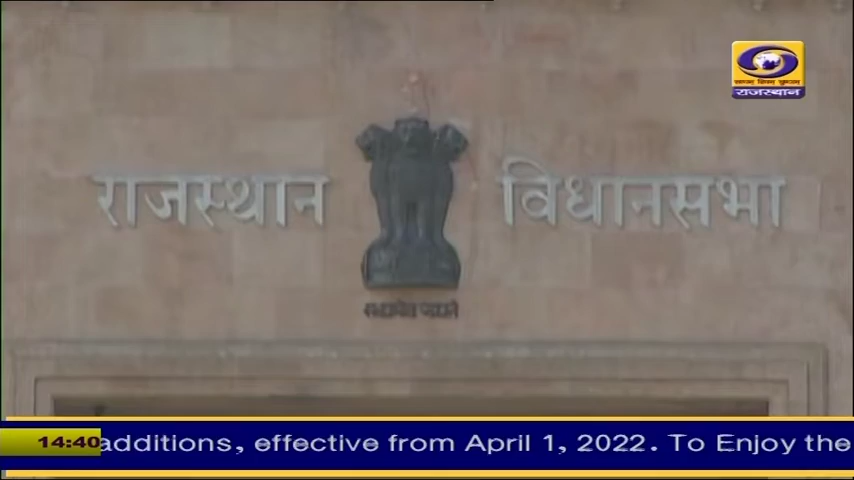 राजस्थान
राजस्थान विधानसभा
14:40 additions, effective from April 1, 2022. To Enjoy the